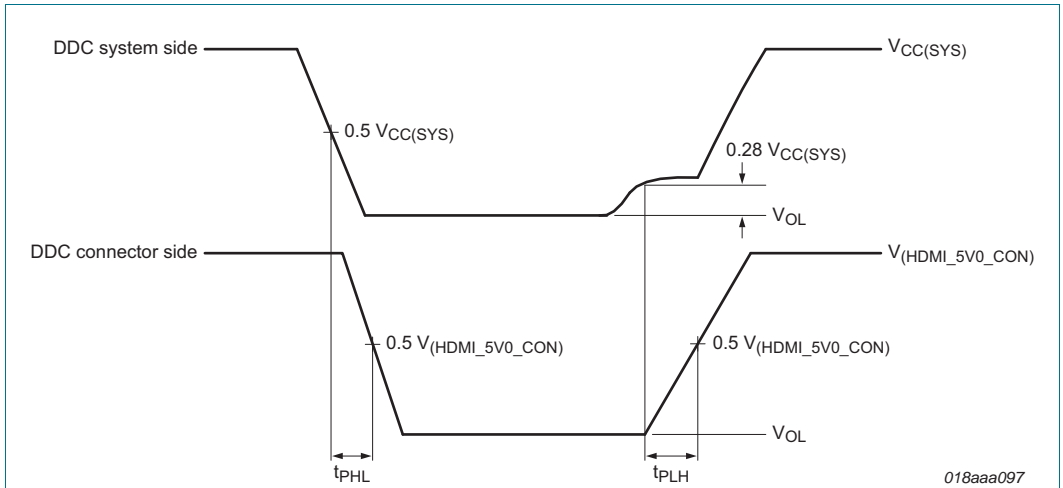 DDC system side
VCC(SYS)
0.5 VCC(SYS)
0.28 VCC(SYS)
VOL
DDC connector side
V(HDMI_5V0_CON)
0.5 V(HDMI_5V0_CON)
0.5 V(HDMI_5V0_CON)
VOL
tPHL
tPLH
018aaa097